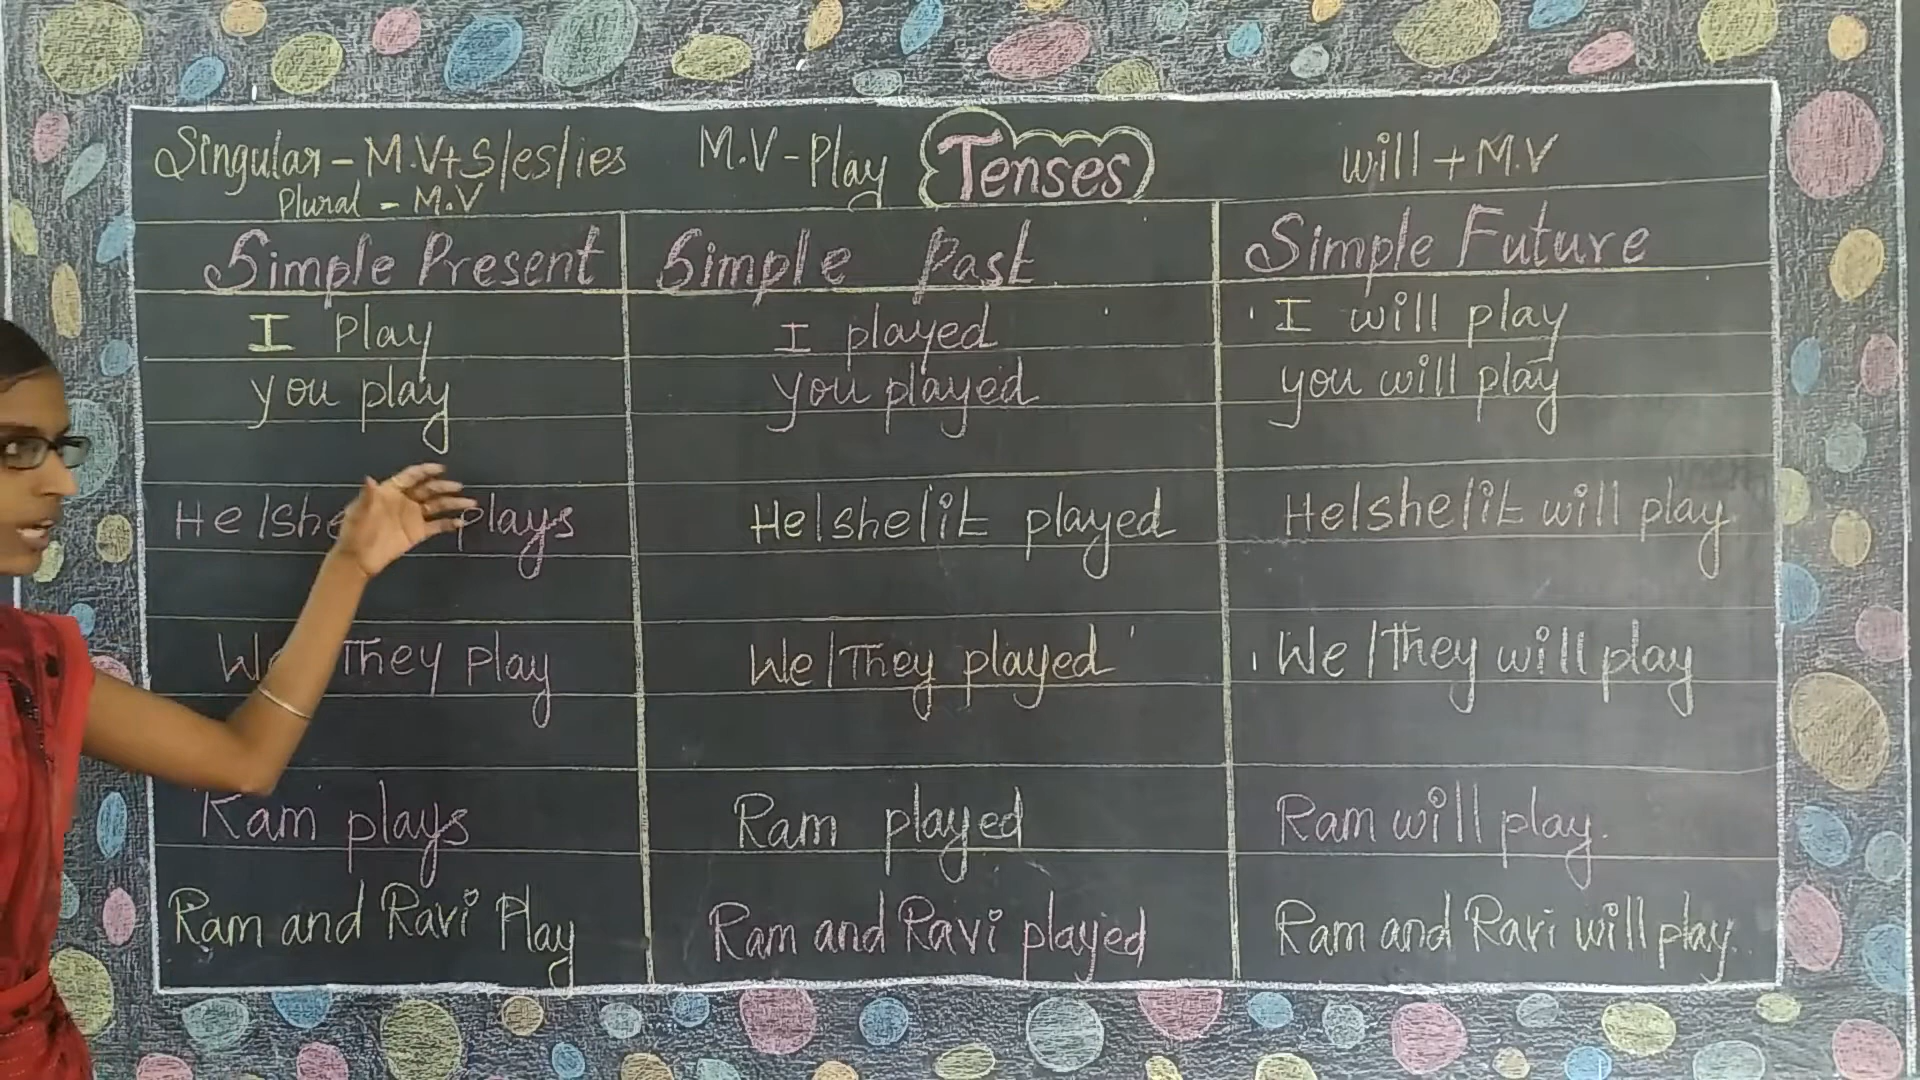 Singular - M.V+S/es/ies M.V - Play Tenses will + M.V
Plural - M.V
Simple Present Simple Past Simple Future
I Play I played I will play
you play you played you will play
He/she plays He/she/it played He/she/it will play
We They Play We/They played We/They will play
Ram plays Ram played Ram will play.
Ram and Ravi Play Ram and Ravi played Ram and Ravi will play.